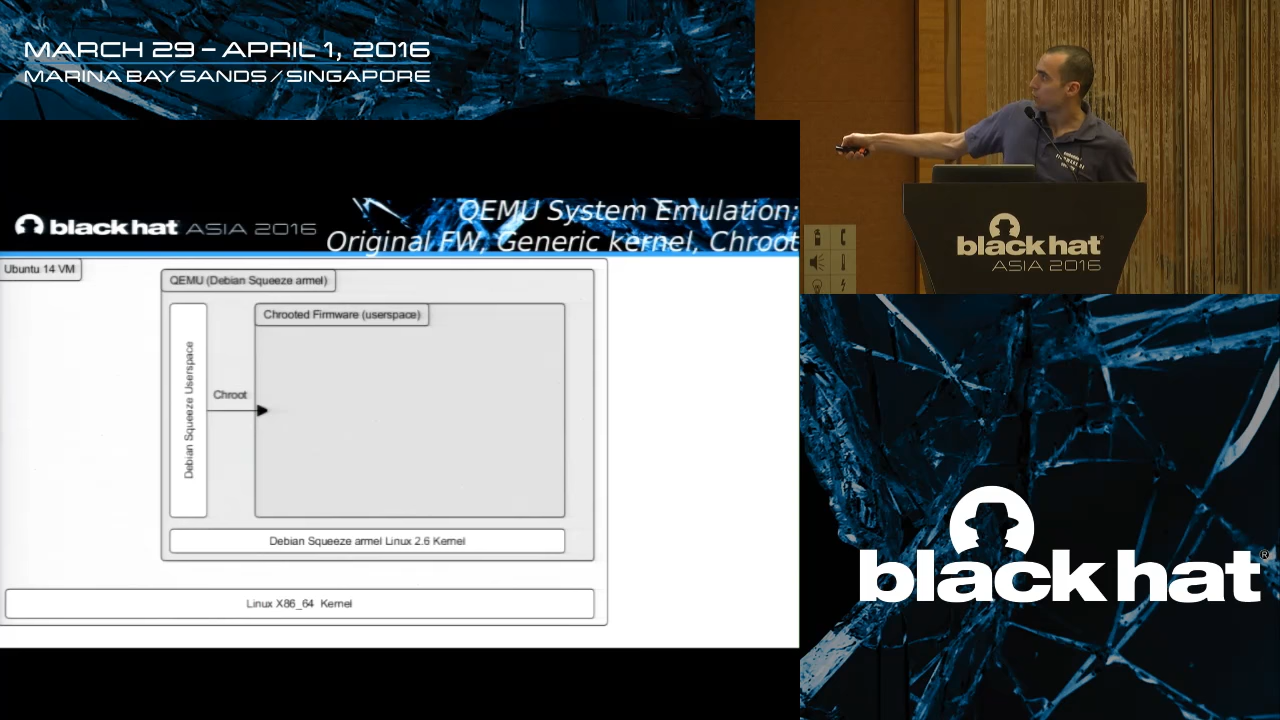 MARCH 29 – APRIL 1, 2016
MARINA BAY SANDS / SINGAPORE
black hat ASIA 2016
QEMU System Emulation:
Original FW, Generic kernel, Chroot
Ubuntu 14 VM
QEMU (Debian Squeeze armel)
Chrooted Firmware (userspace)
Debian Squeeze Userspace
Chroot
Debian Squeeze armel Linux 2.6 Kernel
Linux X86_64 Kernel
black hat
ASIA 2016
black hat®